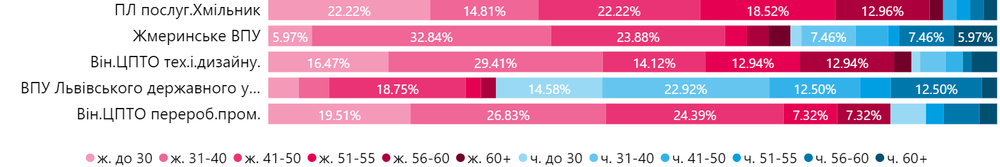 ПЛ послуг.Хмільник 22.22% 14.81% 22.22% 18.52% 12.96%
Жмеринське ВПУ 5.97% 32.84% 23.88% 7.46% 7.46% 5.97%
Він.ЦПТО тех.і.дизайну. 16.47% 29.41% 14.12% 12.94% 12.94%
ВПУ Львівського державного у... 18.75% 14.58% 22.92% 12.50% 12.50%
Він.ЦПТО перероб.пром. 19.51% 26.83% 24.39% 7.32% 7.32%
ж. до 30 ж. 31-40 ж. 41-50 ж. 51-55 ж. 56-60 ж. 60+ ч. до 30 ч. 31-40 ч. 41-50 ч. 51-55 ч. 56-60 ч. 60+